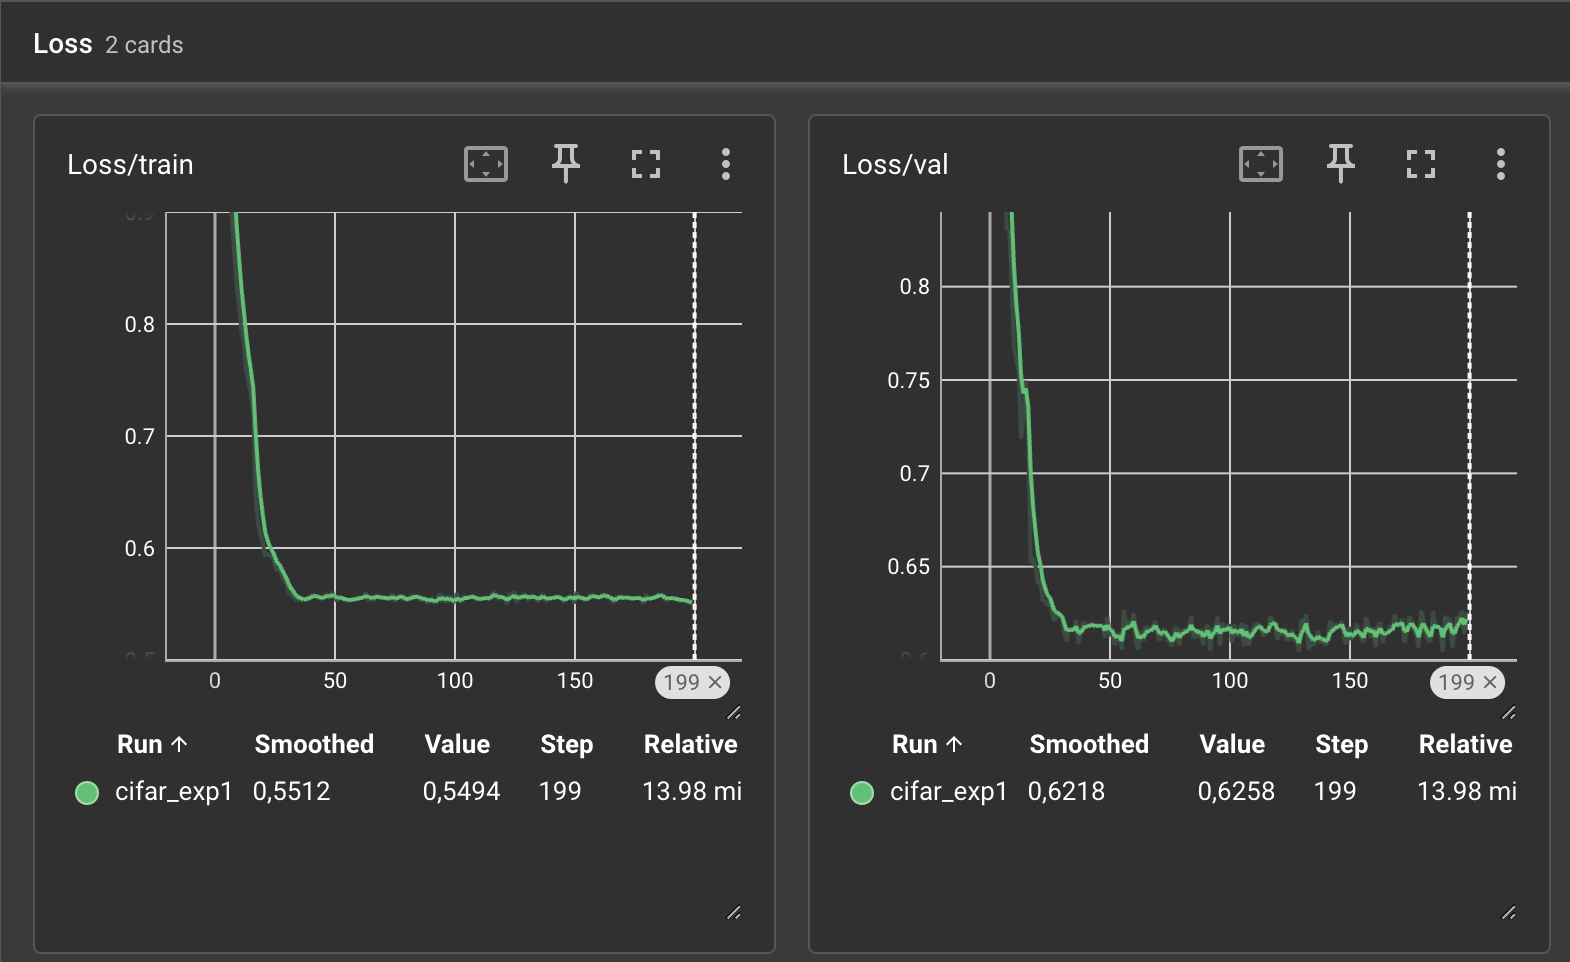 Loss 2 cards
Loss/train
0.8
0.7
0.6
0 50 100 150 199
Run Smoothed Value Step Relative
cifar_exp1 0,5512 0,5494 199 13.98 mi
Loss/val
0.8
0.75
0.7
0.65
0 50 100 150 199
Run Smoothed Value Step Relative
cifar_exp1 0,6218 0,6258 199 13.98 mi